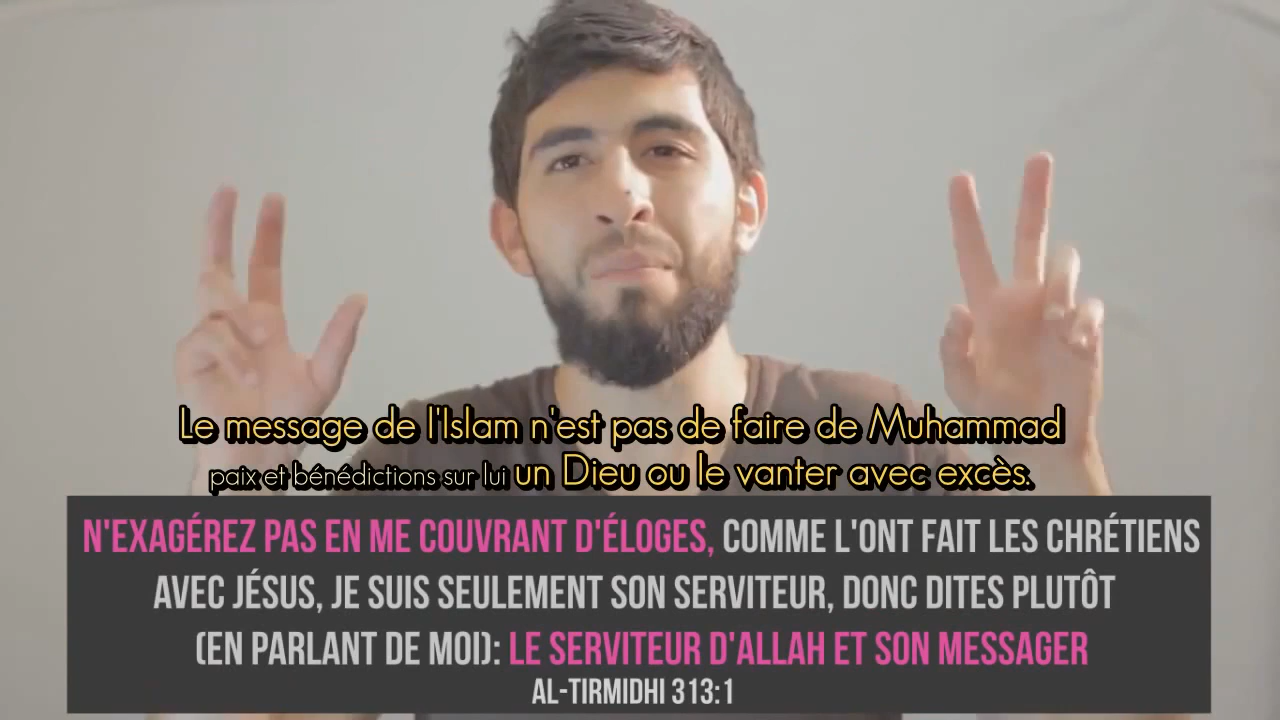 Le message de l'Islam n'est pas de faire de Muhammad
paix et bénédictions sur lui un Dieu ou le vanter avec excès.
N'EXAGÉREZ PAS EN ME COUVRANT D'ÉLOGES, COMME L'ONT FAIT LES CHRÉTIENS
AVEC JÉSUS, JE SUIS SEULEMENT SON SERVITEUR, DONC DITES PLUTÔT
(EN PARLANT DE MOI): LE SERVITEUR D'ALLAH ET SON MESSAGER
AL-TIRMIDHI 313:1